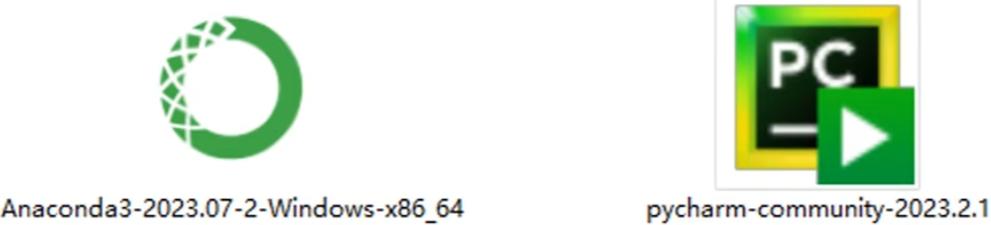 PC
Anaconda3-2023.07-2-Windows-x86_64
pycharm-community-2023.2.1